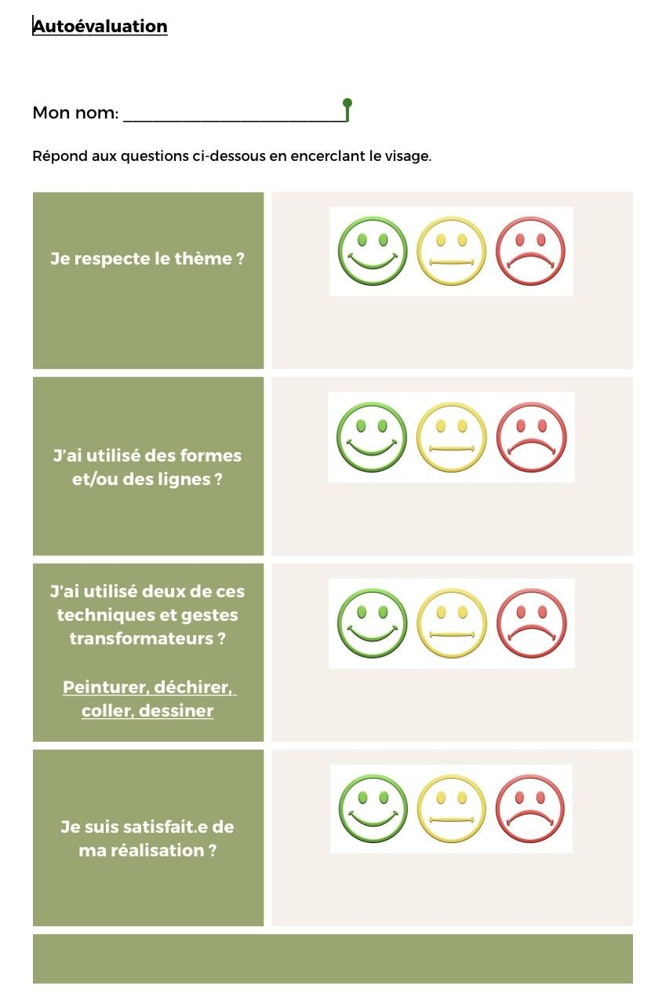 Autoévaluation
Mon nom: _______________________
Répond aux questions ci-dessous en encerclant le visage.
Je respecte le thème ?
J’ai utilisé des formes
et/ou des lignes ?
J’ai utilisé deux de ces
techniques et gestes
transformateurs ?
Peinturer, déchirer,
coller, dessiner
Je suis satisfait.e de
ma réalisation ?